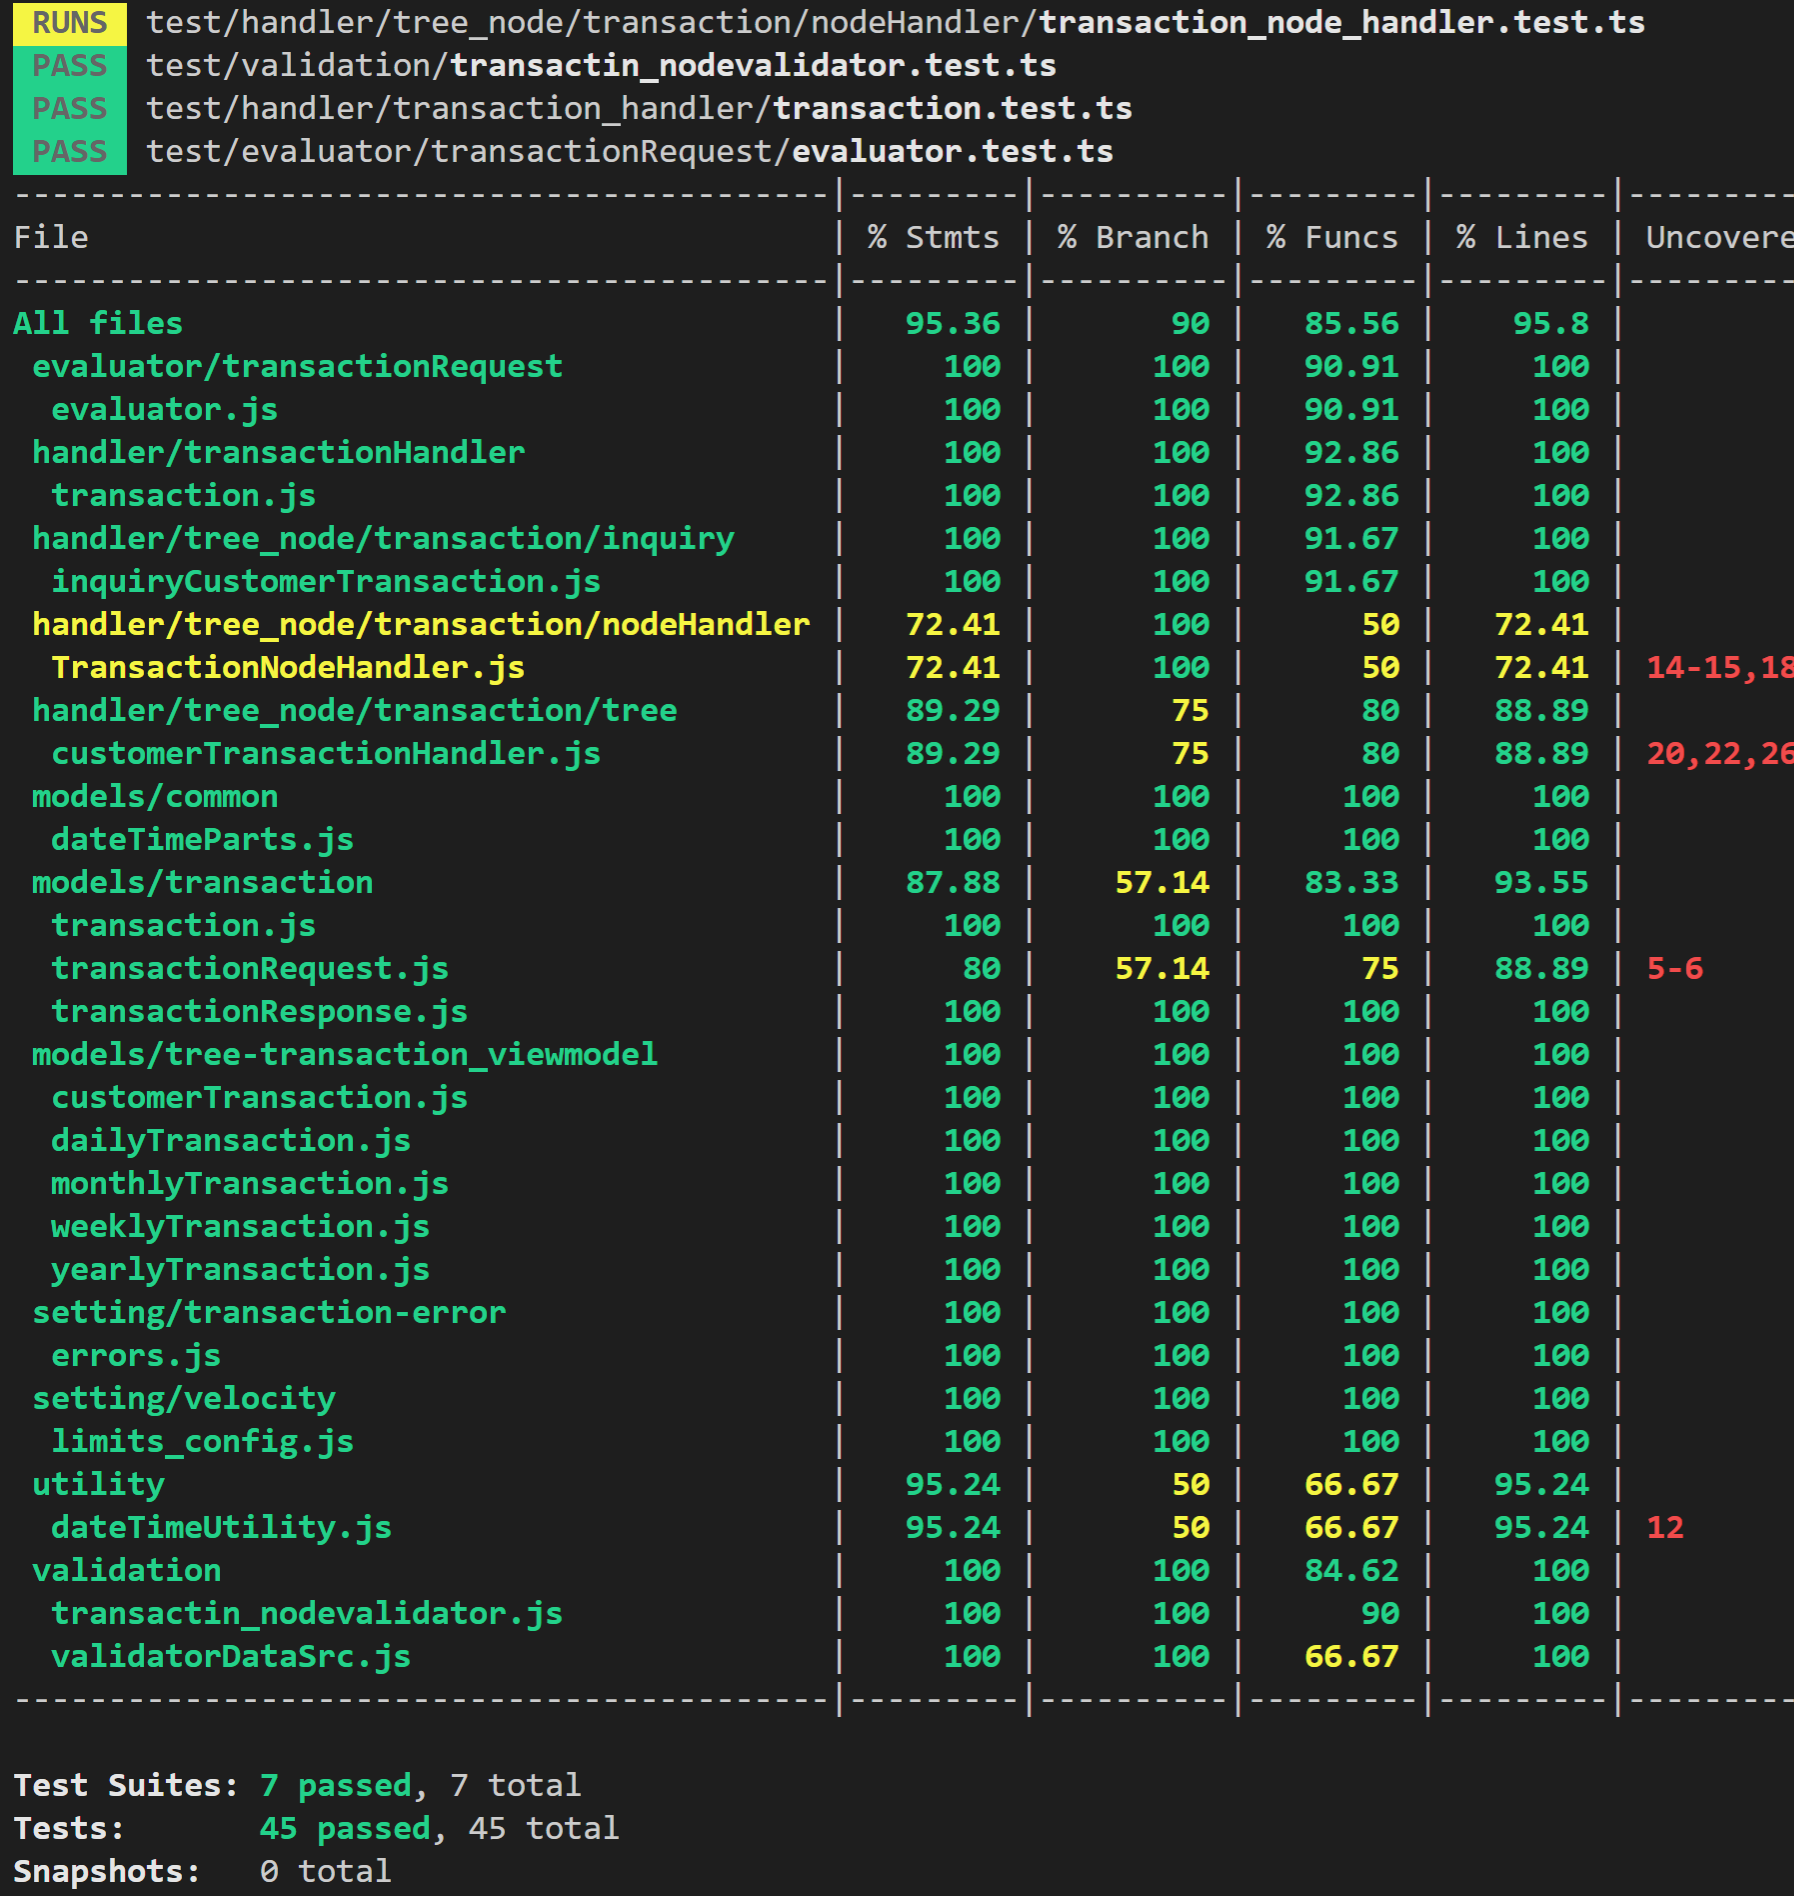 RUNS test/handler/tree_node/transaction/nodeHandler/transaction_node_handler.test.ts
PASS test/validation/transactin_nodevalidator.test.ts
PASS test/handler/transaction_handler/transaction.test.ts
PASS test/evaluator/transactionRequest/evaluator.test.ts
-------------------------------------------|---------|----------|---------|---------|---------
File                                       | % Stmts | % Branch | % Funcs | % Lines | Uncovere
-------------------------------------------|---------|----------|---------|---------|---------
All files                                  |   95.36 |       90 |   85.56 |    95.8 |
 evaluator/transactionRequest              |     100 |      100 |   90.91 |     100 |
  evaluator.js                             |     100 |      100 |   90.91 |     100 |
 handler/transactionHandler                |     100 |      100 |   92.86 |     100 |
  transaction.js                           |     100 |      100 |   92.86 |     100 |
 handler/tree_node/transaction/inquiry     |     100 |      100 |   91.67 |     100 |
  inquiryCustomerTransaction.js            |     100 |      100 |   91.67 |     100 |
 handler/tree_node/transaction/nodeHandler |   72.41 |      100 |      50 |   72.41 |
  TransactionNodeHandler.js                |   72.41 |      100 |      50 |   72.41 | 14-15,18
 handler/tree_node/transaction/tree        |   89.29 |       75 |      80 |   88.89 |
  customerTransactionHandler.js            |   89.29 |       75 |      80 |   88.89 | 20,22,26
 models/common                             |     100 |      100 |     100 |     100 |
  dateTimeParts.js                         |     100 |      100 |     100 |     100 |
 models/transaction                        |   87.88 |    57.14 |   83.33 |   93.55 |
  transaction.js                           |     100 |      100 |     100 |     100 |
  transactionRequest.js                    |      80 |    57.14 |      75 |   88.89 | 5-6
  transactionResponse.js                   |     100 |      100 |     100 |     100 |
 models/tree-transaction_viewmodel         |     100 |      100 |     100 |     100 |
  customerTransaction.js                   |     100 |      100 |     100 |     100 |
  dailyTransaction.js                      |     100 |      100 |     100 |     100 |
  monthlyTransaction.js                    |     100 |      100 |     100 |     100 |
  weeklyTransaction.js                     |     100 |      100 |     100 |     100 |
  yearlyTransaction.js                     |     100 |      100 |     100 |     100 |
 setting/transaction-error                 |     100 |      100 |     100 |     100 |
  errors.js                                |     100 |      100 |     100 |     100 |
 setting/velocity                          |     100 |      100 |     100 |     100 |
  limits_config.js                         |     100 |      100 |     100 |     100 |
 utility                                   |   95.24 |       50 |   66.67 |   95.24 |
  dateTimeUtility.js                       |   95.24 |       50 |   66.67 |   95.24 | 12
 validation                                |     100 |      100 |   84.62 |     100 |
  transactin_nodevalidator.js              |     100 |      100 |      90 |     100 |
  validatorDataSrc.js                      |     100 |      100 |   66.67 |     100 |
-------------------------------------------|---------|----------|---------|---------|---------
Test Suites: 7 passed, 7 total
Tests:       45 passed, 45 total
Snapshots:   0 total